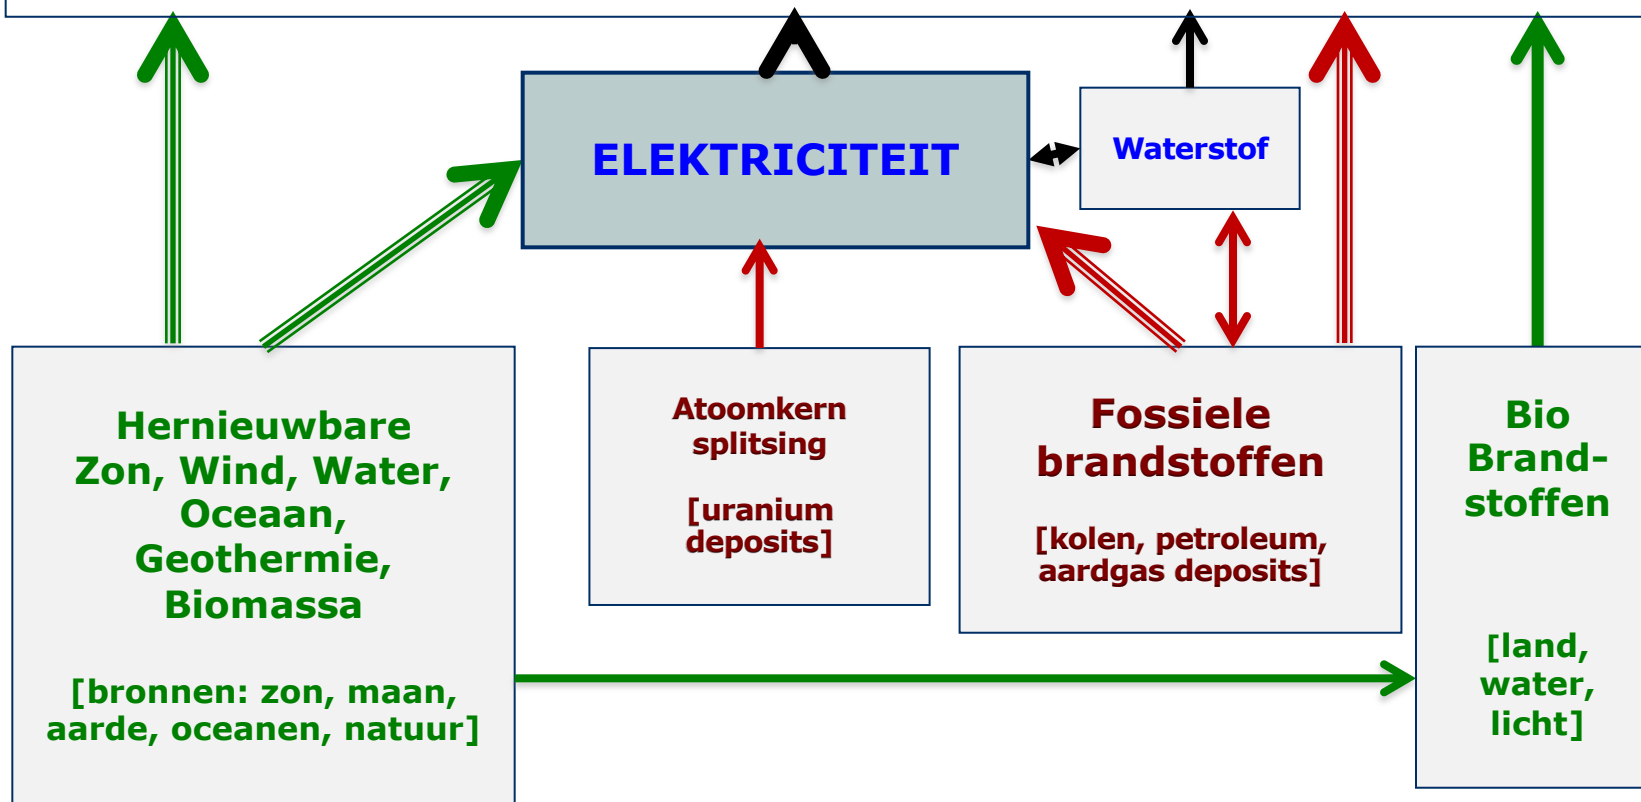 ELEKTRICITEIT
Waterstof
Hernieuwbare
Zon, Wind, Water,
Oceaan,
Geothermie,
Biomassa
[bronnen: zon, maan,
aarde, oceanen, natuur]
Atoomkern
splitsing
[uranium
deposits]
Fossiele
brandstoffen
[kolen, petroleum,
aardgas deposits]
Bio
Brand-
stoffen
[land,
water,
licht]